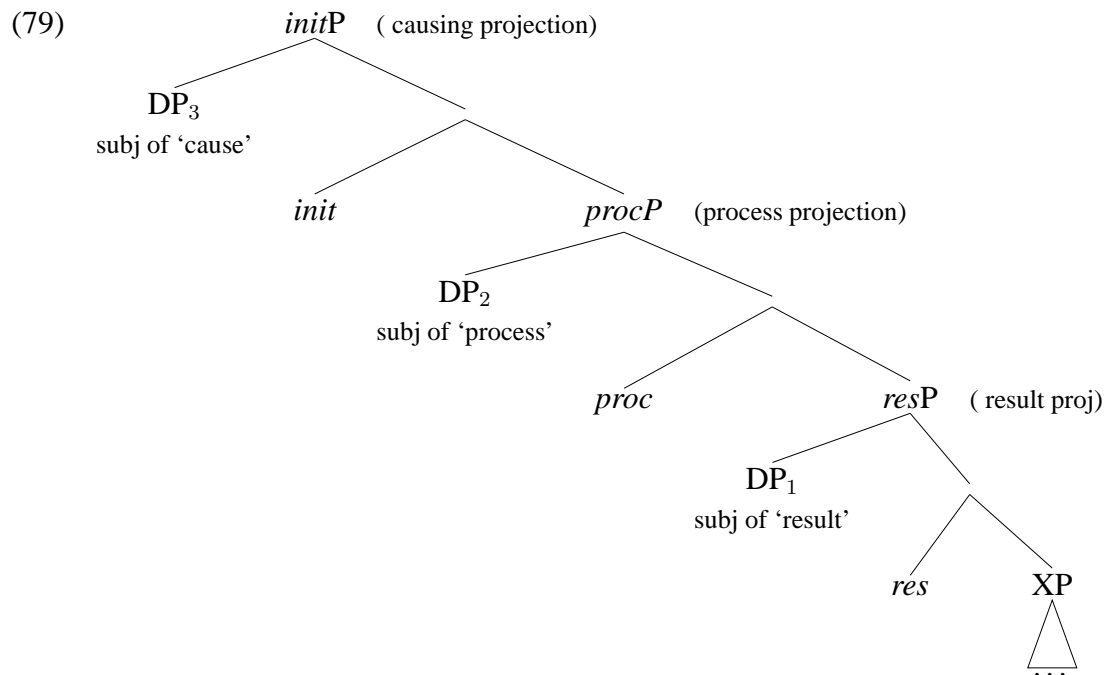 (79) initP ( causing projection)
DP₃
subj of ‘cause’
init procP (process projection)
DP₂
subj of ‘process’
proc resP ( result proj)
DP₁
subj of ‘result’
res XP
...